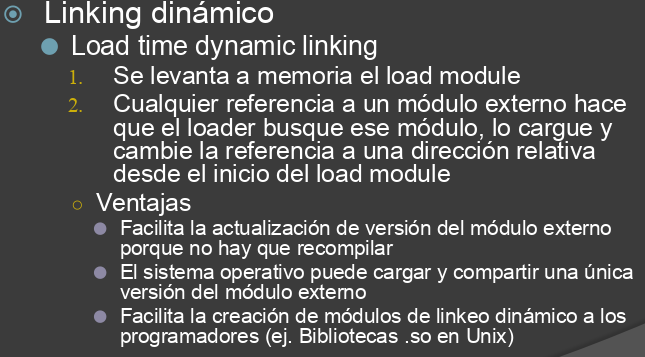 Linking dinámico
Load time dynamic linking
1. Se levanta a memoria el load module
2. Cualquier referencia a un módulo externo hace
que el loader busque ese módulo, lo cargue y
cambie la referencia a una dirección relativa
desde el inicio del load module
Ventajas
Facilita la actualización de versión del módulo externo
porque no hay que recompilar
El sistema operativo puede cargar y compartir una única
versión del módulo externo
Facilita la creación de módulos de linkeo dinámico a los
programadores (ej. Bibliotecas .so en Unix)